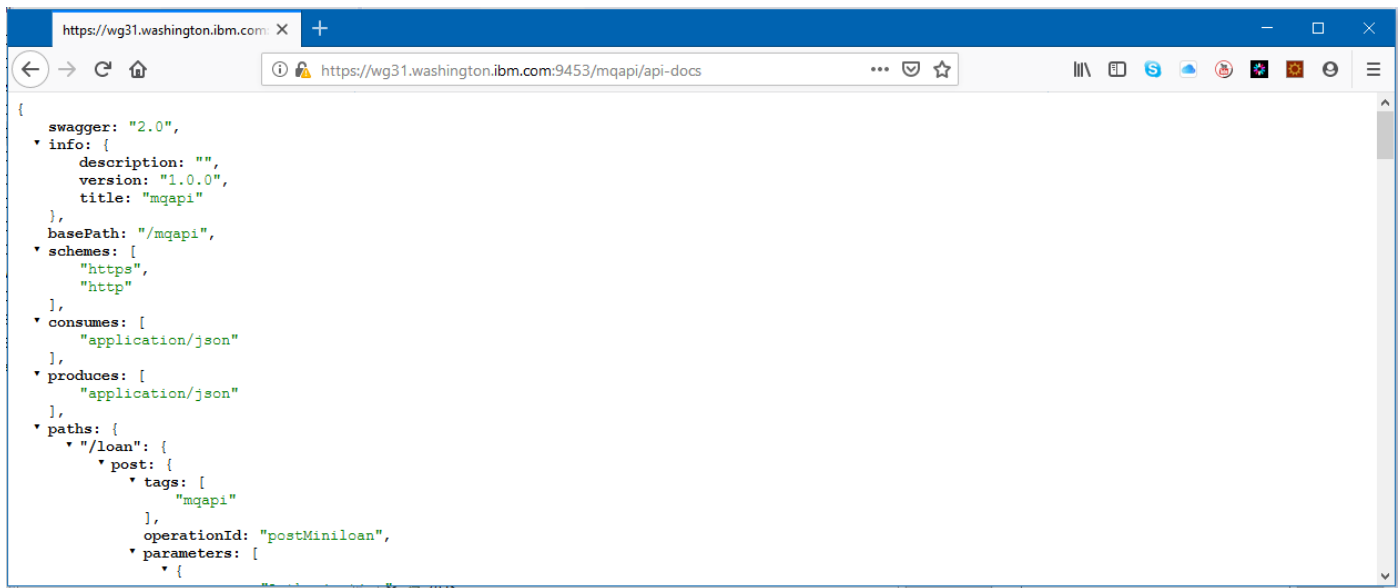 https://wg31.washington.ibm.com:
https://wg31.washington.ibm.com:9453/mqapi/api-docs
{
swagger: "2.0",
info: {
description: "",
version: "1.0.0",
title: "mqapi"
},
basePath: "/mqapi",
schemes: [
"https",
"http"
],
consumes: [
"application/json"
],
produces: [
"application/json"
],
paths: {
"/loan": {
post: {
tags: [
"mqapi"
],
operationId: "postMiniloan",
parameters: [
{